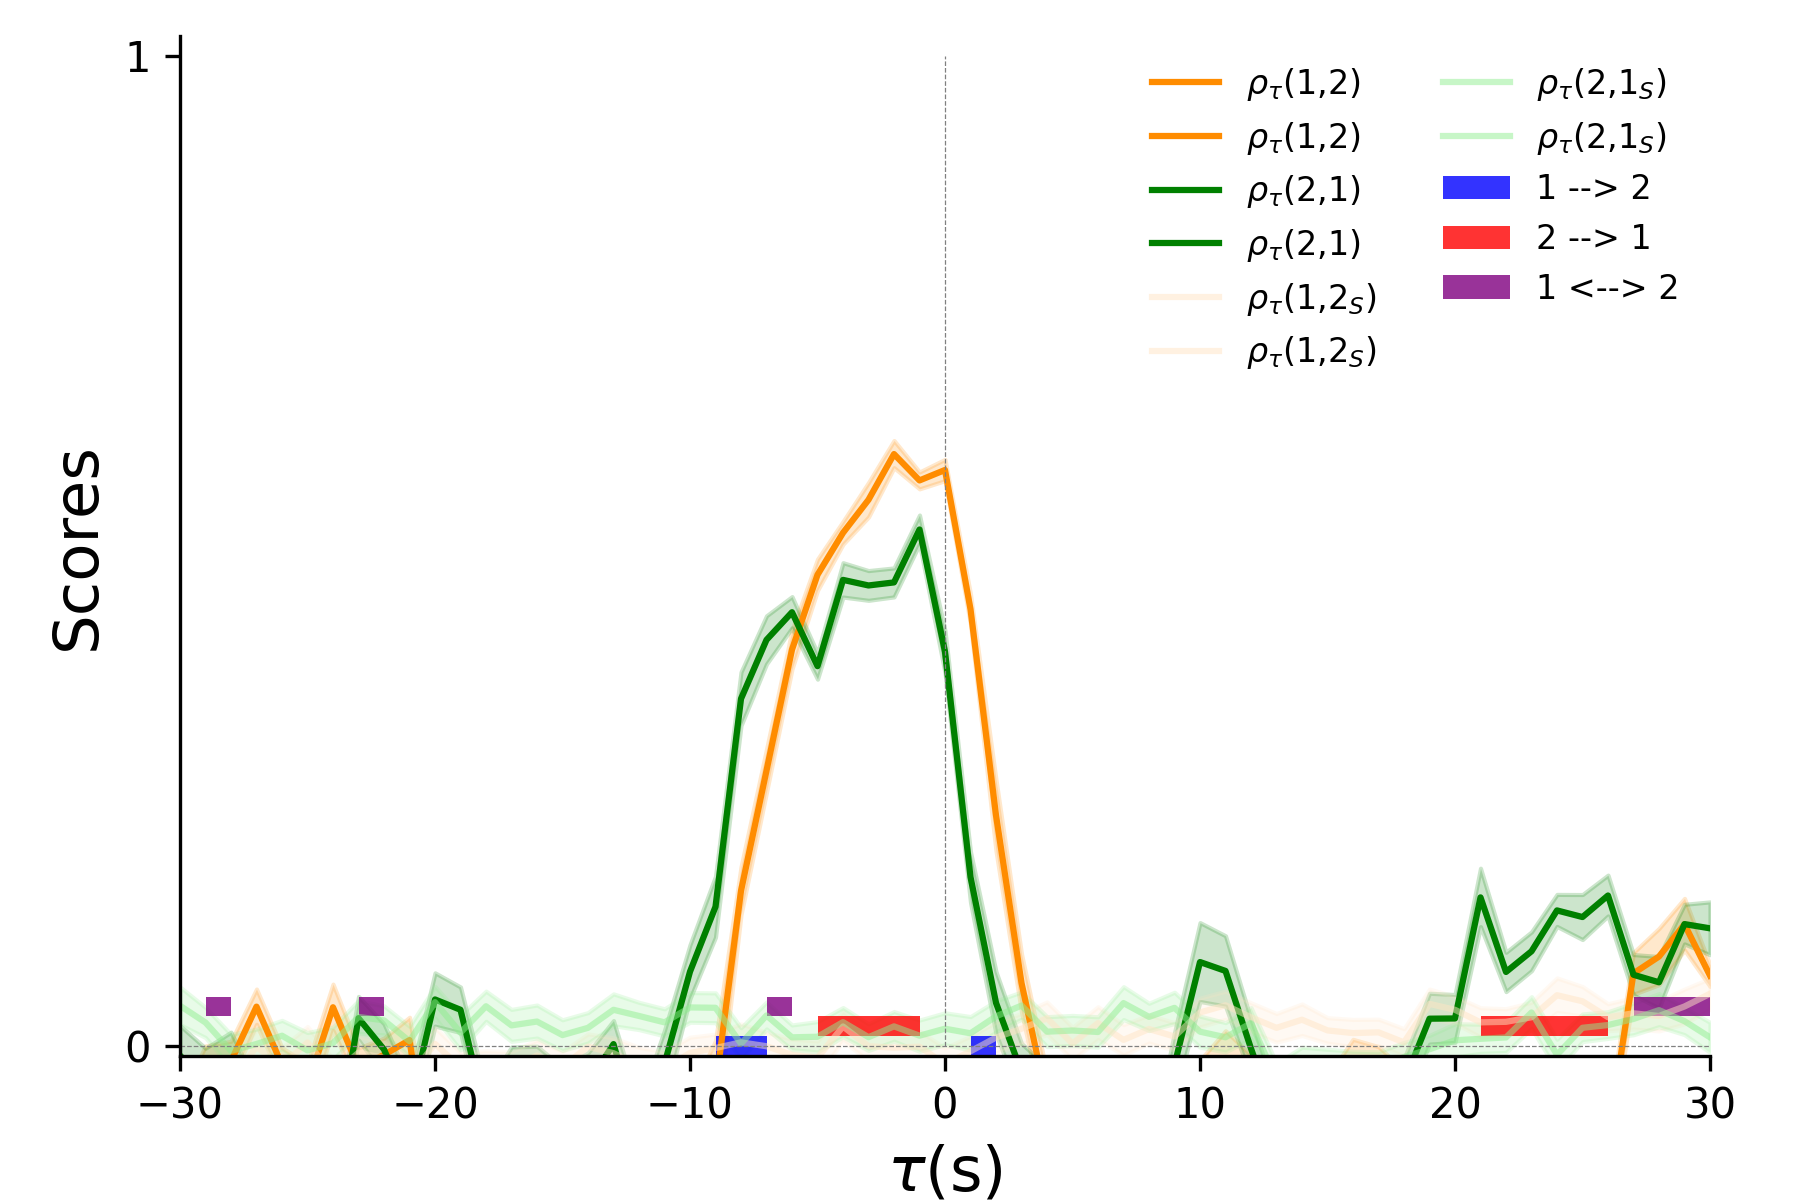 1
0
Scores
−30 −20 −10 0 10 20 30
τ(s)
ρτ(1,2)
ρτ(1,2)
ρτ(2,1)
ρτ(2,1)
ρτ(1,2S)
ρτ(1,2S)
ρτ(2,1S)
ρτ(2,1S)
1 --> 2
2 --> 1
1 <--> 2